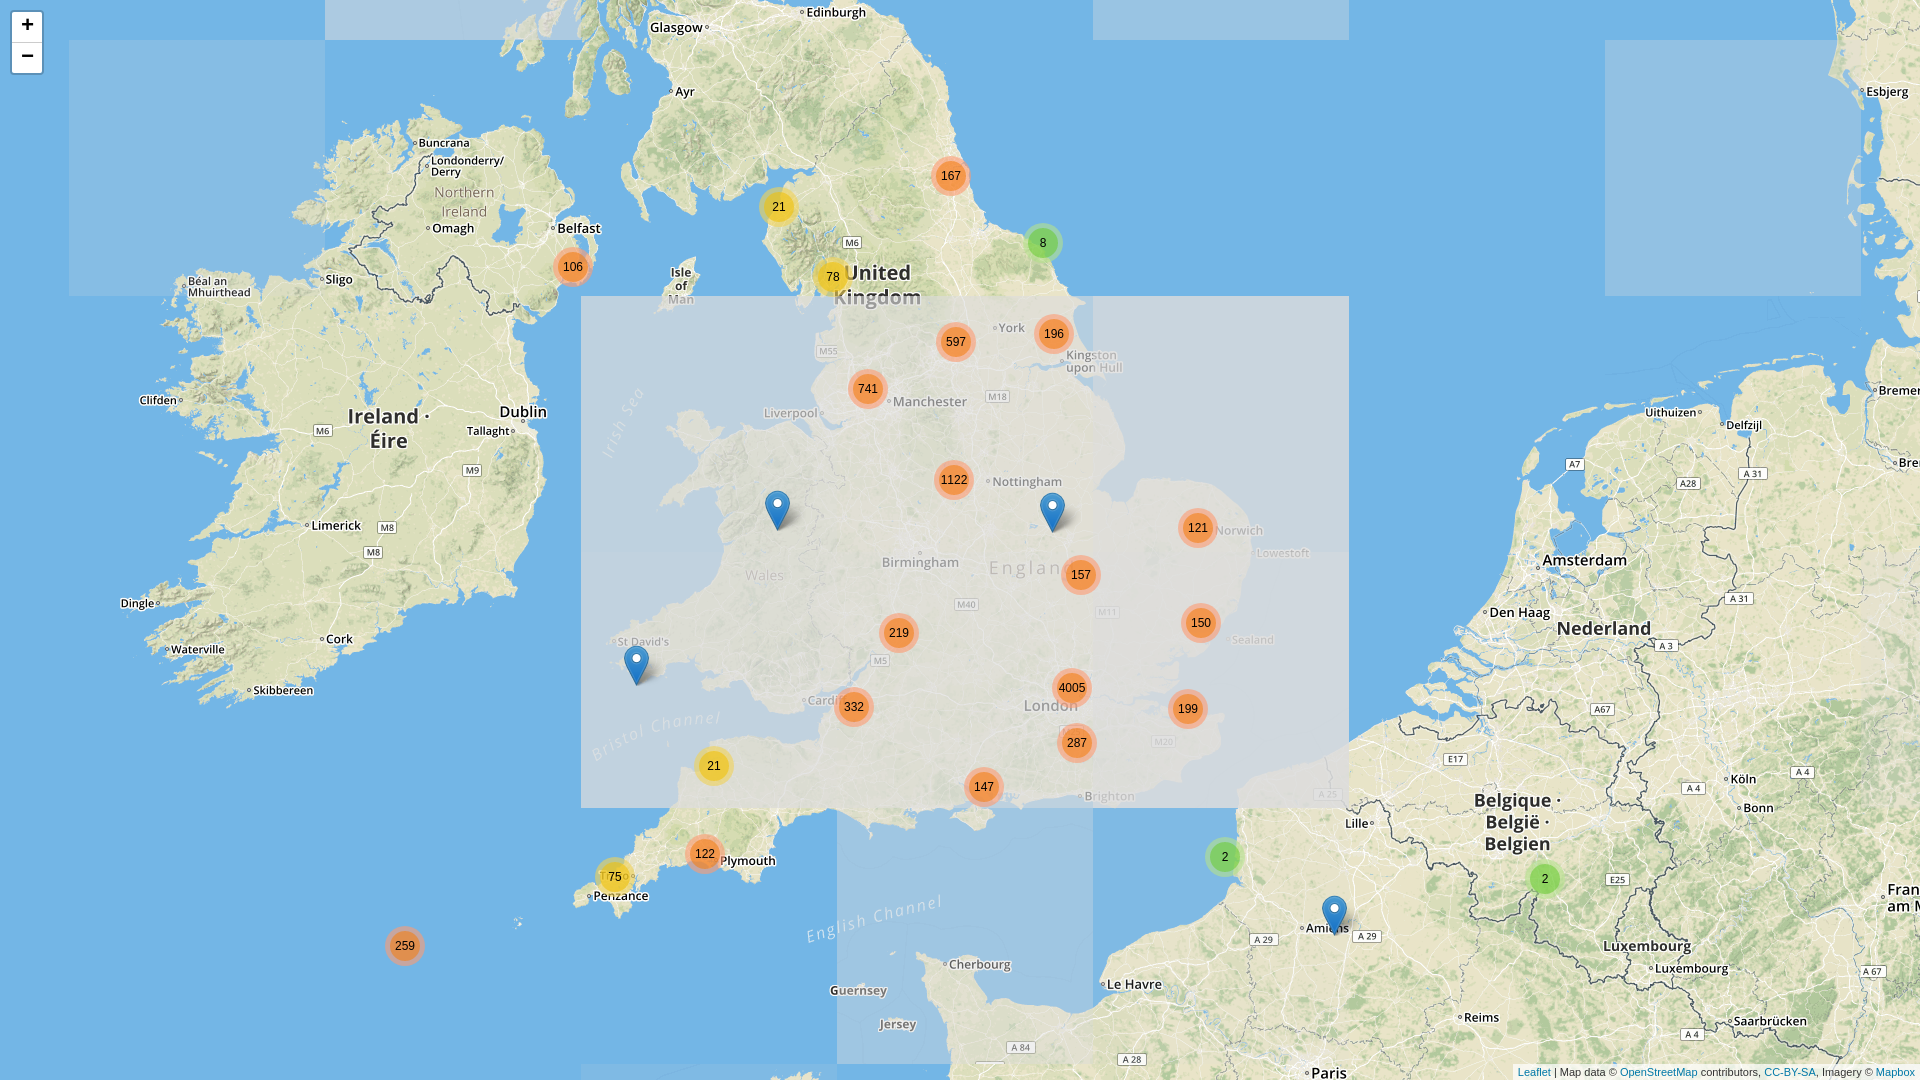 +
−
Edinburgh
Glasgow
Ayr
Esbjerg
Buncrana
Londonderry/
Derry
Northern
Ireland
Omagh
Belfast
167
21
8
M6
106
78
United
Kingdom
Isle
of
Man
Sligo
Béal an
Mhuirthead
597
York
196
M55
Kingston
upon Hull
741
Manchester
M18
Liverpool
Irish Sea
Clifden
Ireland ·
Éire
Dublin
Tallaght
M6
M9
Uithuizen
Delfzijl
A7
A 31
A28
1122
Nottingham
Limerick
M8
M8
121
Norwich
Lowestoft
Birmingham
Englan
157
Wales
M40
M11
Amsterdam
Den Haag
A 31
Nederland
A 3
Dingle
Cork
Waterville
Skibbereen
St David's
219
M5
150
Sealand
4005
London
199
332
287
M20
Bristol Channel
A67
E17
21
147
Brighton
A 25
Köln
A 4
A 4
Bonn
Belgique ·
België ·
Belgien
Lille
122
Plymouth
75
Penzance
2
2
E25
English Channel
259
Amiens
A 29
A 29
Luxembourg
Luxembourg
A 67
Cherbourg
Le Havre
Guernsey
Jersey
Reims
Saarbrücken
A 84
A 28
A 4
Paris
Leaflet | Map data © OpenStreetMap contributors, CC-BY-SA, Imagery © Mapbox